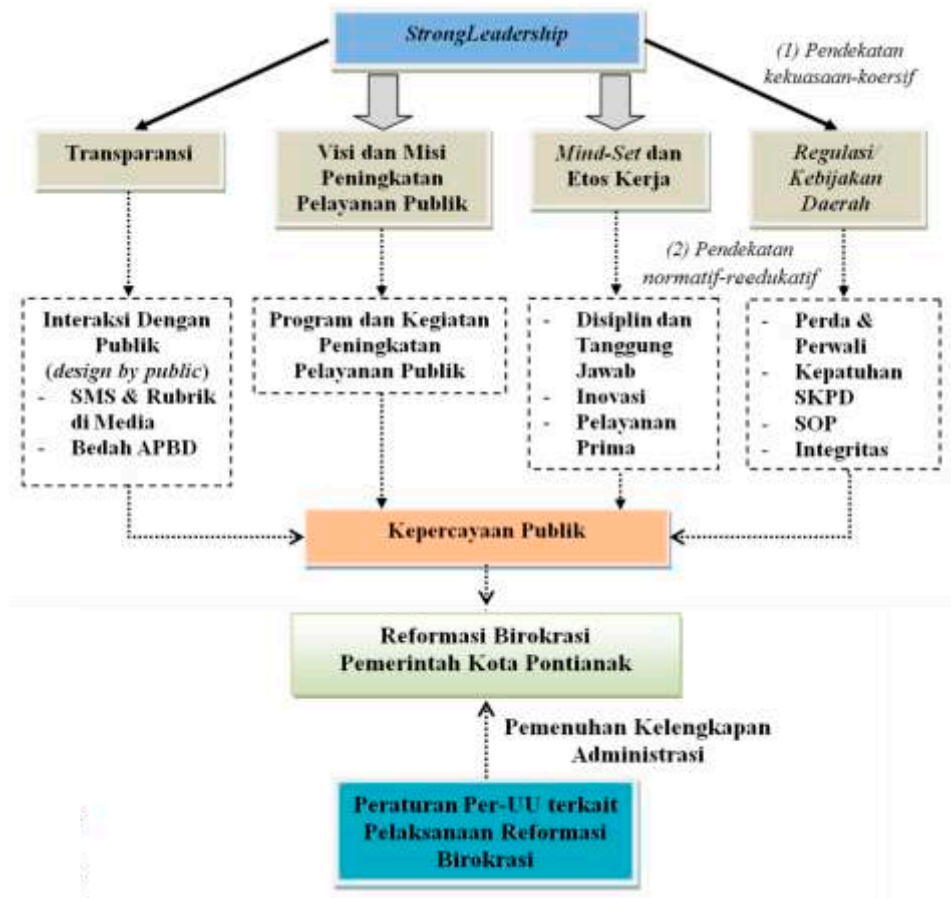 StrongLeadership
(1) Pendekatan
kekuasaan-koersif
Transparansi
Visi dan Misi
Peningkatan
Pelayanan Publik
Mind-Set dan
Etos Kerja
Regulasi/
Kebijakan
Daerah
(2) Pendekatan
normatif-reedukatif
Interaksi Dengan
Publik
(design by public)
- SMS & Rubrik
di Media
- Bedah APBD
Program dan Kegiatan
Peningkatan
Pelayanan Publik
- Disiplin dan
Tanggung
Jawab
- Inovasi
- Pelayanan
Prima
- Perda &
Perwali
- Kepatuhan
SKPD
- SOP
- Integritas
Kepercayaan Publik
Reformasi Birokrasi
Pemerintah Kota Pontianak
Pemenuhan Kelengkapan
Administrasi
Peraturan Per-UU terkait
Pelaksanaan Reformasi
Birokrasi